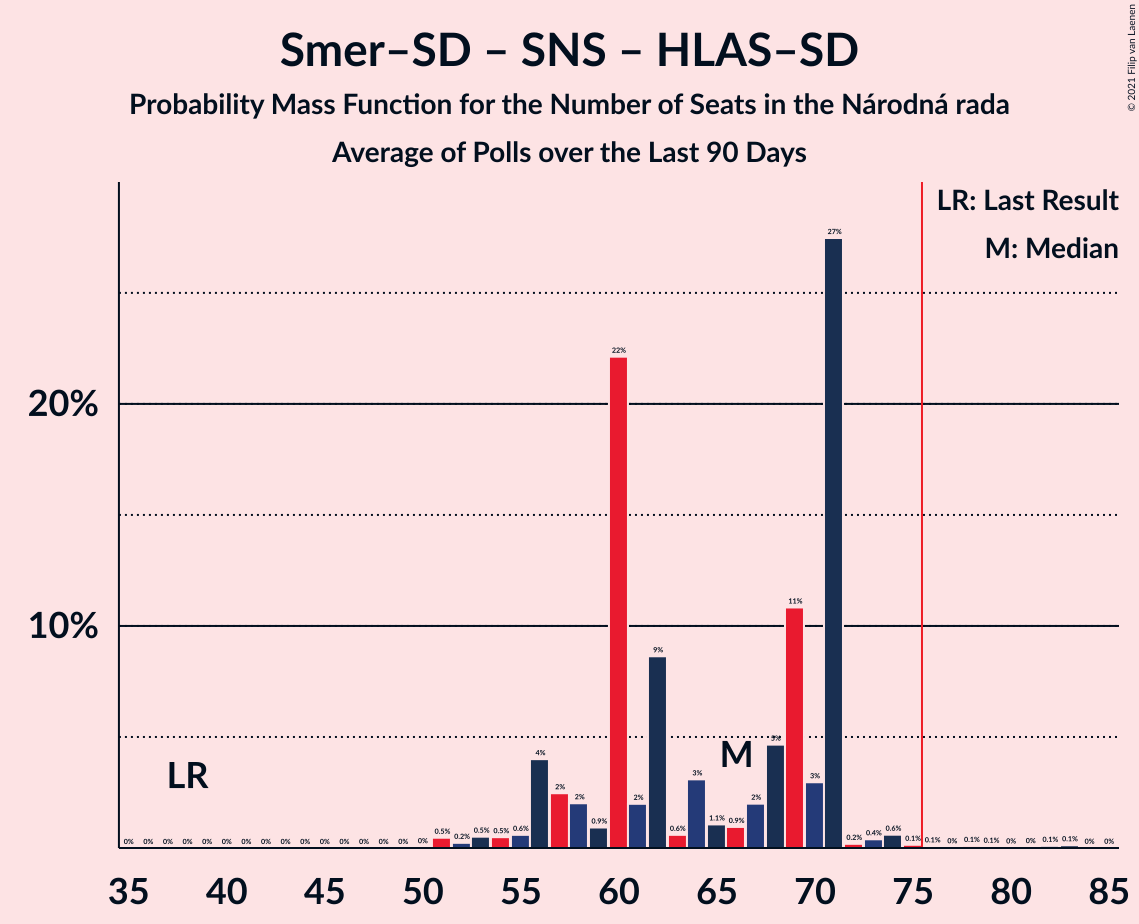 Smer–SD – SNS – HLAS–SD
Probability Mass Function for the Number of Seats in the Národná rada
Average of Polls over the Last 90 Days
© 2021 Filip van Laenen
LR: Last Result
M: Median
27%
22%
20%
11%
10%
9%
5%
M
4%
3%
3%
LR
2%
2%
2%
2%
0% 0% 0% 0% 0% 0% 0% 0% 0% 0% 0% 0% 0% 0% 0% 0% 0.5% 0.2% 0.5% 0.5% 0.6% 0.9% 0.6% 1.1% 0.9% 0.2% 0.4% 0.6% 0.1% 0.1% 0% 0.1% 0.1% 0% 0% 0.1% 0.1% 0% 0%
35 40 45 50 55 60 65 70 75 80 85